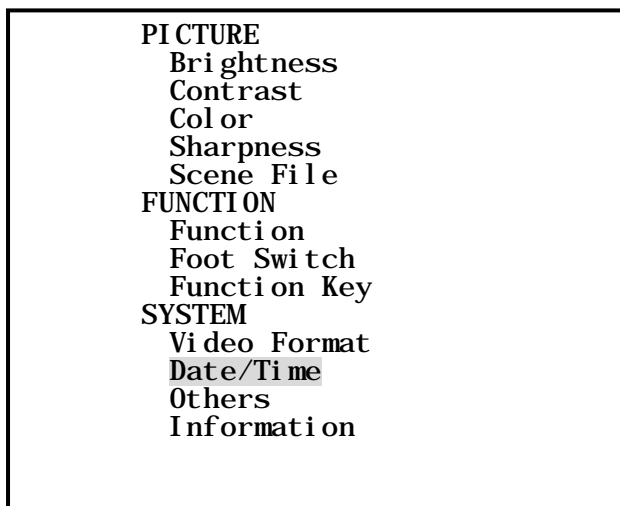 PICTURE
Brightness
Contrast
Color
Sharpness
Scene File
FUNCTION
Function
Foot Switch
Function Key
SYSTEM
Video Format
Date/Time
Others
Information